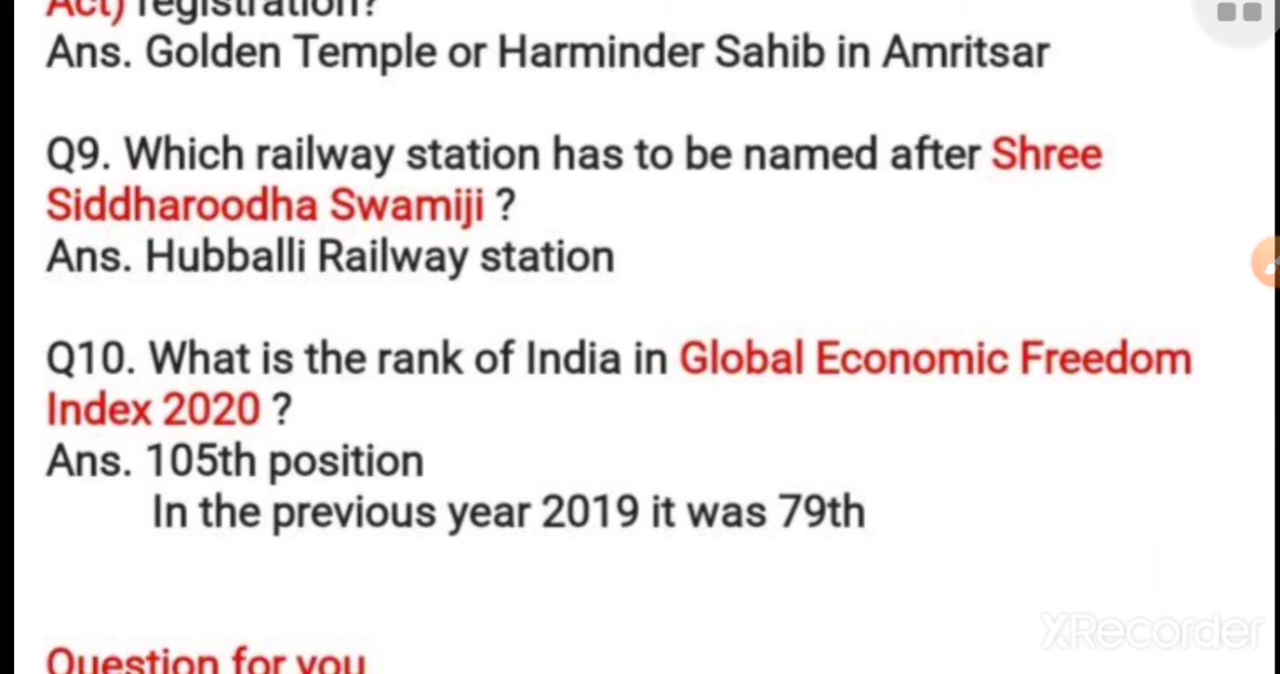 Act) registration?
Ans. Golden Temple or Harminder Sahib in Amritsar
Q9. Which railway station has to be named after Shree
Siddharoodha Swamiji ?
Ans. Hubballi Railway station
Q10. What is the rank of India in Global Economic Freedom
Index 2020 ?
Ans. 105th position
In the previous year 2019 it was 79th
XRecorder
Question for you